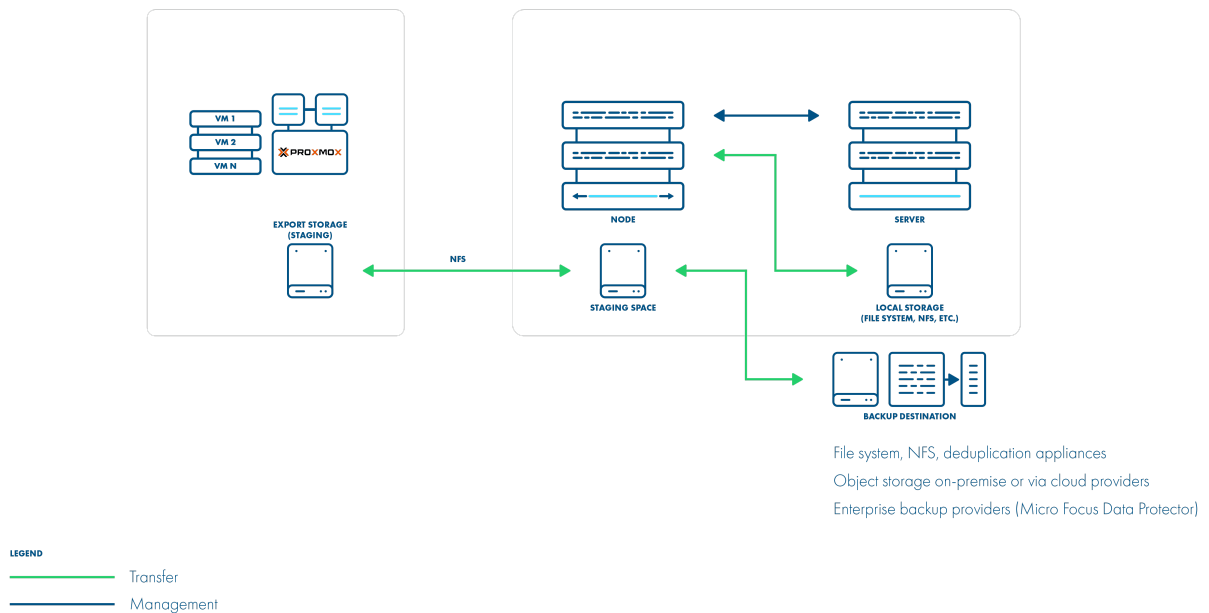 VM 1
VM 2
VM N
PROXMOX
NODE
SERVER
EXPORT STORAGE
(STAGING)
NFS
STAGING SPACE
LOCAL STORAGE
(FILE SYSTEM, NFS, ETC.)
BACKUP DESTINATION
File system, NFS, deduplication appliances
Object storage on-premise or via cloud providers
Enterprise backup providers (Micro Focus Data Protector)
LEGEND
Transfer
Management